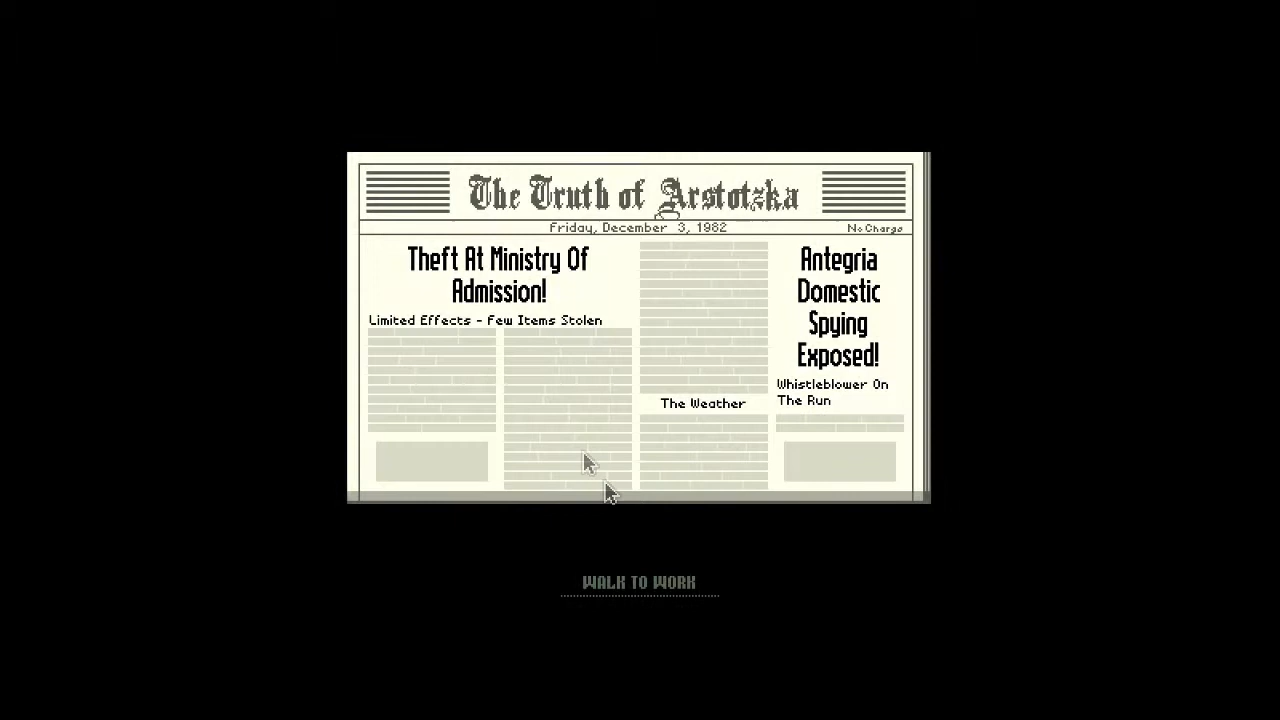 The Truth of Arstotzka
Friday, December 3, 1982
No Charge
Theft At Ministry Of
Admission!
Limited Effects - Few Items Stolen
The Weather
Antegria
Domestic
Spying
Exposed!
Whistleblower On
The Run
WALK TO WORK